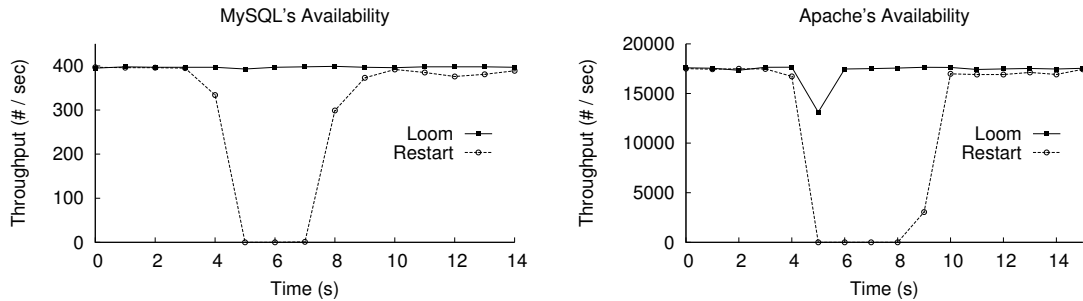 MySQL's Availability
Throughput (# / sec)
400
300
200
100
0
Loom
Restart
0 2 4 6 8 10 12 14
Time (s)
Apache's Availability
Throughput (# / sec)
20000
15000
10000
5000
0
Loom
Restart
0 2 4 6 8 10 12 14
Time (s)